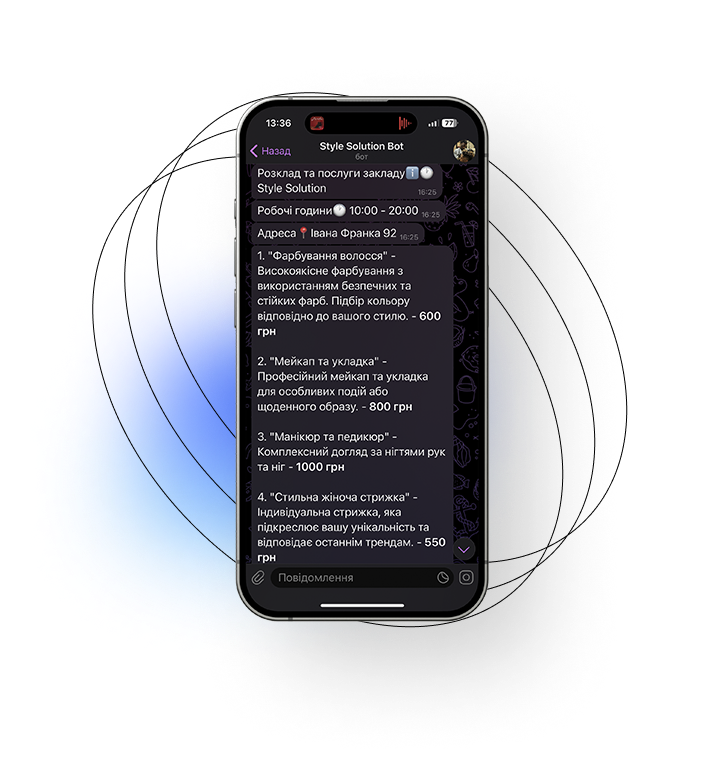 13:36
77
Назад
Style Solution Bot
бот
Розклад та послуги закладуℹ️🕐
Style Solution
16:25
Робочі години🕐 10:00 - 20:00 16:25
Адреса📍Івана Франка 92 16:25
1. "Фарбування волосся" -
Високоякісне фарбування з
використанням безпечних та
стійких фарб. Підбір кольору
відповідно до вашого стилю. - 600
грн
2. "Мейкап та укладка" -
Професійний мейкап та укладка
для особливих подій або
щоденного образу. - 800 грн
3. "Манікюр та педикюр" -
Комплексний догляд за нігтями рук
та ніг - 1000 грн
4. "Стильна жіноча стрижка" -
Індивідуальна стрижка, яка
підкреслює вашу унікальність та
відповідає останнім трендам. - 550
грн
Повідомлення